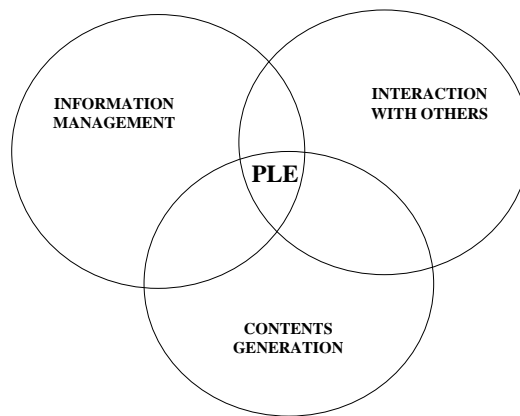 INFORMATION
MANAGEMENT
INTERACTION
WITH OTHERS
PLE
CONTENTS
GENERATION